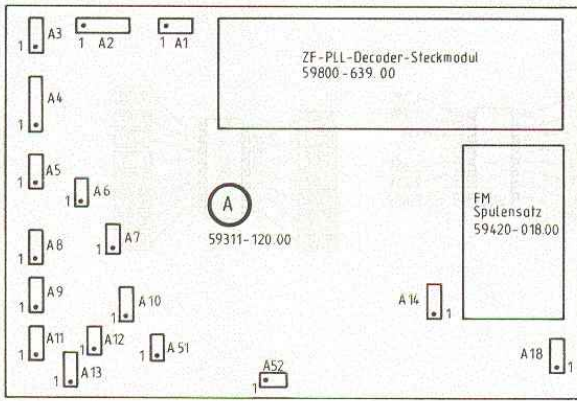 A3
1
A2
1
A1
1
ZF-PLL-Decoder-Steckmodul
59800-639.00
A4
1
A5
1
A6
1
A
59311-120.00
FM
Spulensatz
59420-018.00
A8
1
A7
1
A9
1
A10
1
A14
1
A11
1
A12
1
A13
1
A51
1
A52
1
A18
1